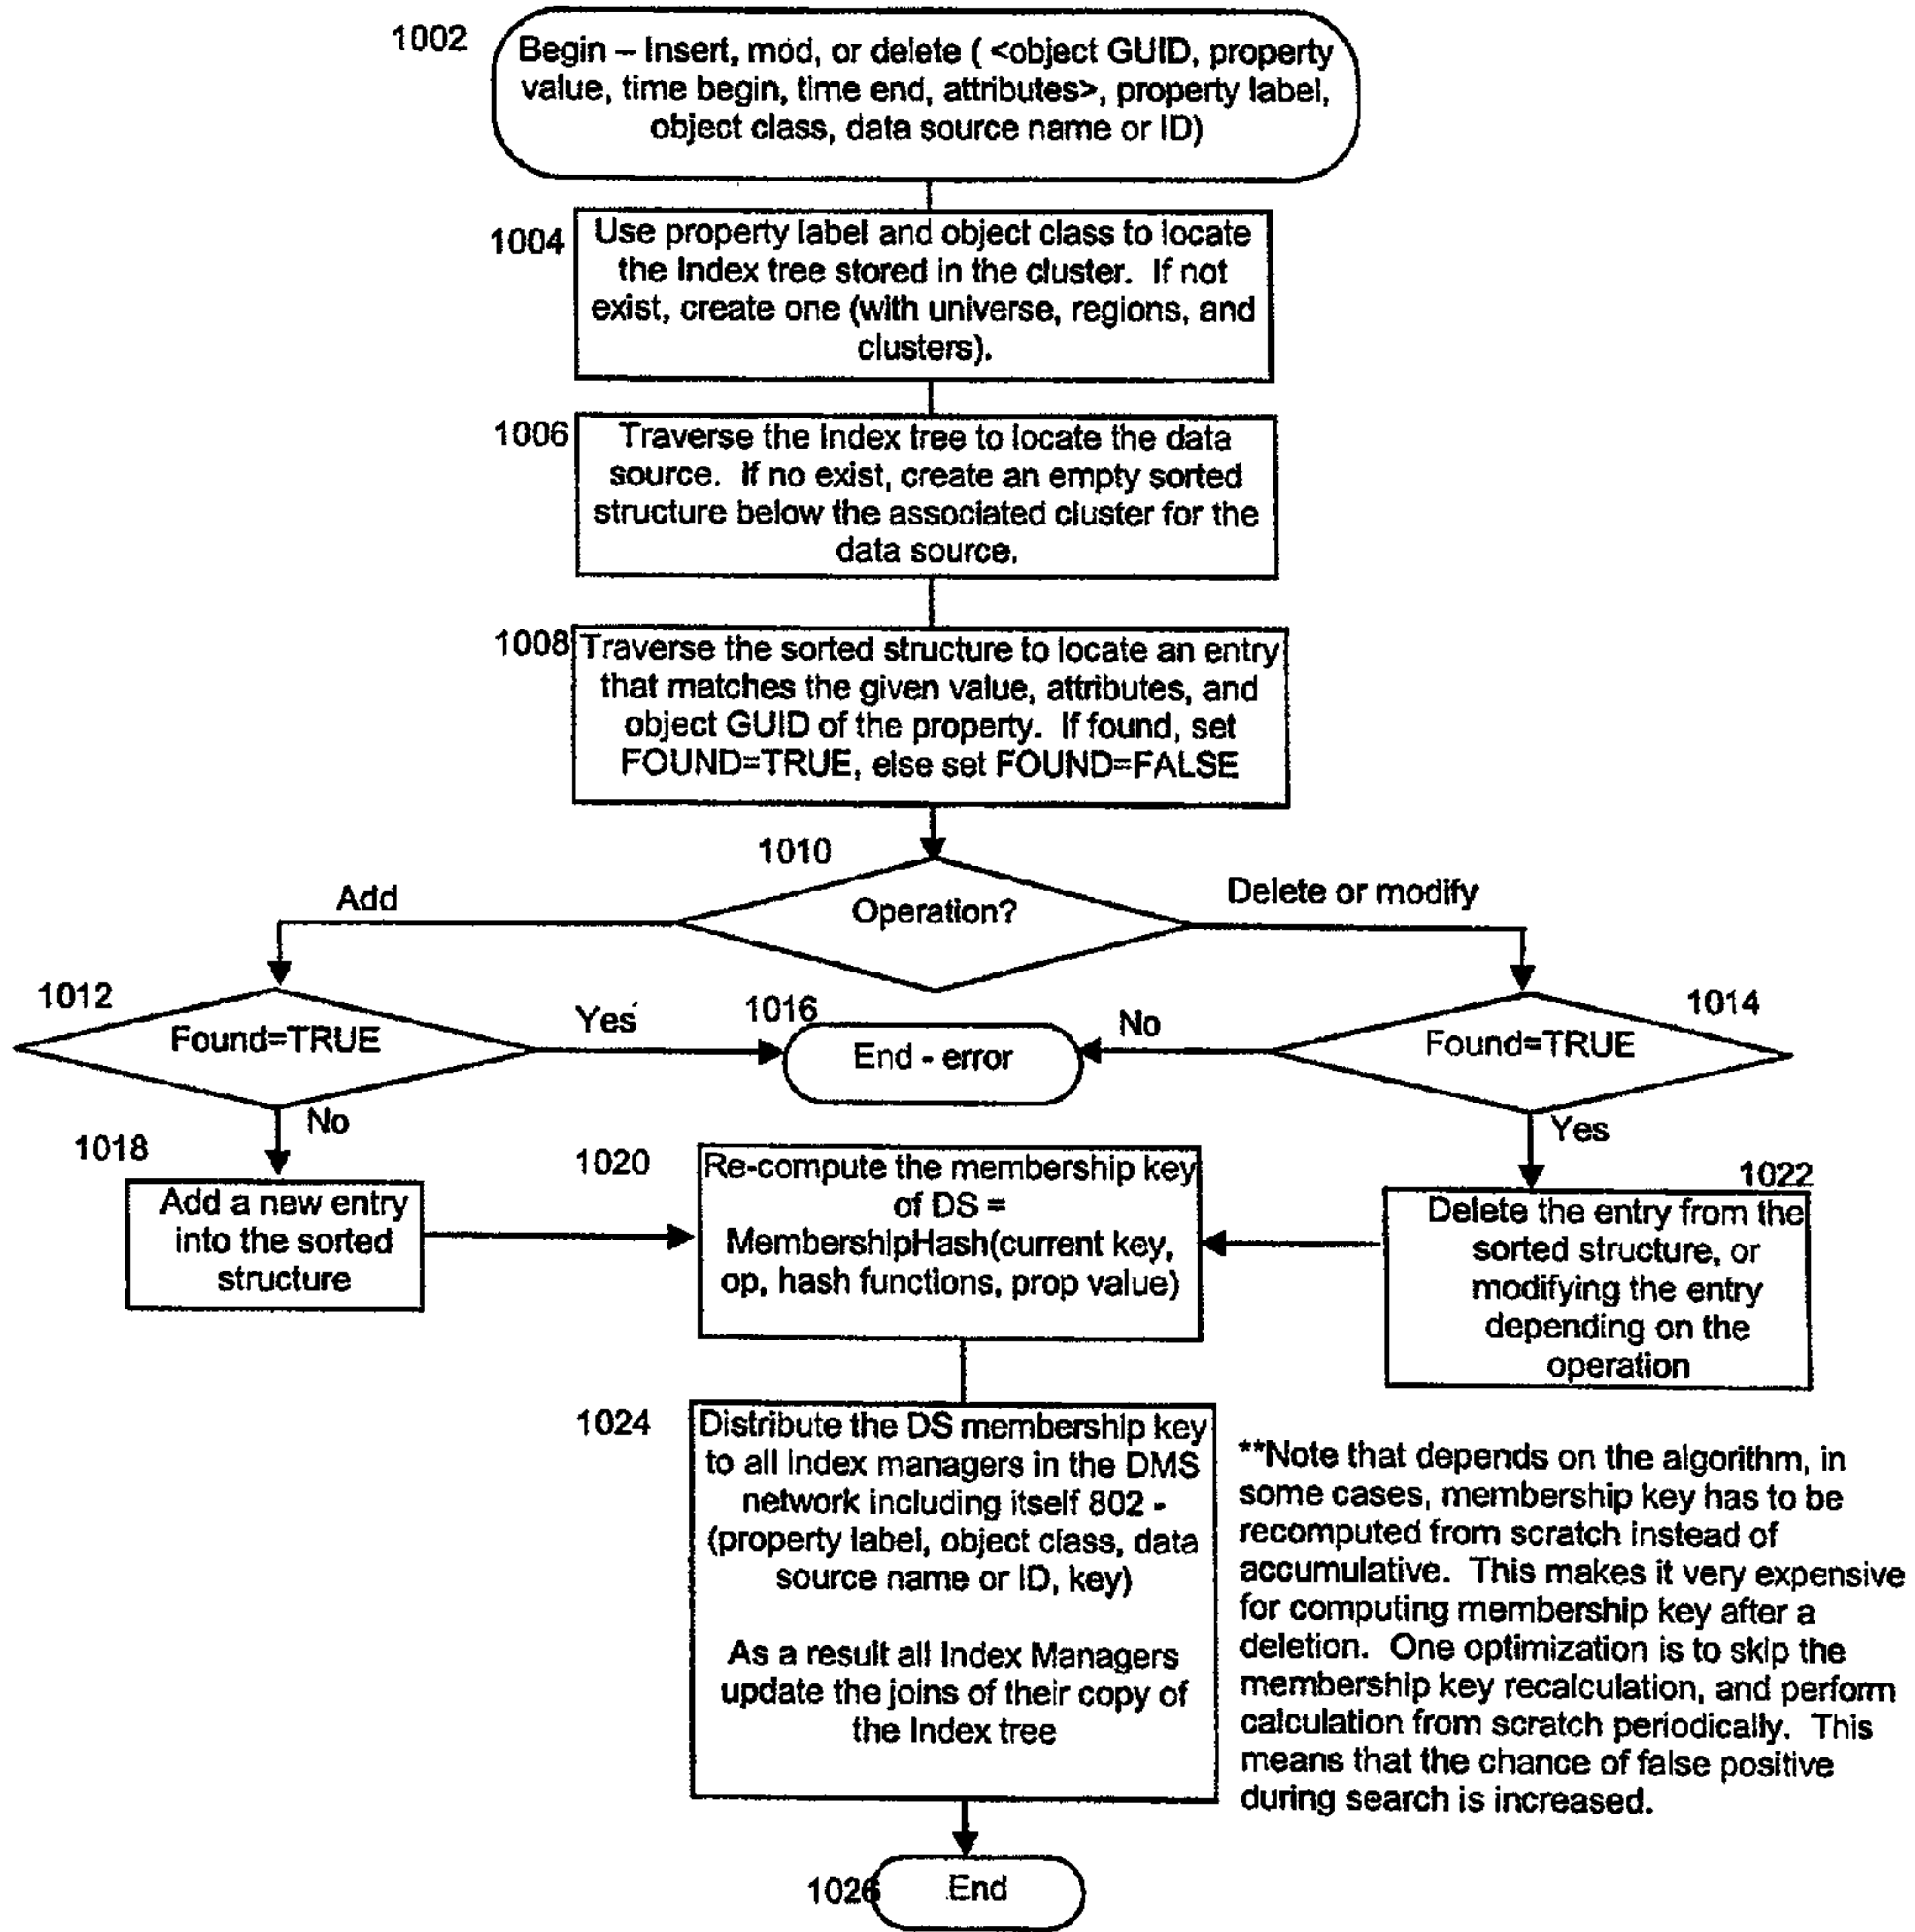 1002
Begin – Insert, mod, or delete ( <object GUID, property
value, time begin, time end, attributes>, property label,
object class, data source name or ID)
1004
Use property label and object class to locate
the Index tree stored in the cluster. If not
exist, create one (with universe, regions, and
clusters).
1006
Traverse the Index tree to locate the data
source. If no exist, create an empty sorted
structure below the associated cluster for the
data source.
1008
Traverse the sorted structure to locate an entry
that matches the given value, attributes, and
object GUID of the property. If found, set
FOUND=TRUE, else set FOUND=FALSE
1010
Operation?
Add
Delete or modify
1012
Found=TRUE
Yes
1016
End - error
No
1014
Found=TRUE
No
Yes
1018
Add a new entry
into the sorted
structure
1020
Re-compute the membership key
of DS =
MembershipHash(current key,
op, hash functions, prop value)
1022
Delete the entry from the
sorted structure, or
modifying the entry
depending on the
operation
1024
Distribute the DS membership key
to all Index managers in the DMS
network including itself 802 -
(property label, object class, data
source name or ID, key)
As a result all Index Managers
update the joins of their copy of
the Index tree
**Note that depends on the algorithm, in
some cases, membership key has to be
recomputed from scratch instead of
accumulative. This makes it very expensive
for computing membership key after a
deletion. One optimization is to skip the
membership key recalculation, and perform
calculation from scratch periodically. This
means that the chance of false positive
during search is increased.
1026
End